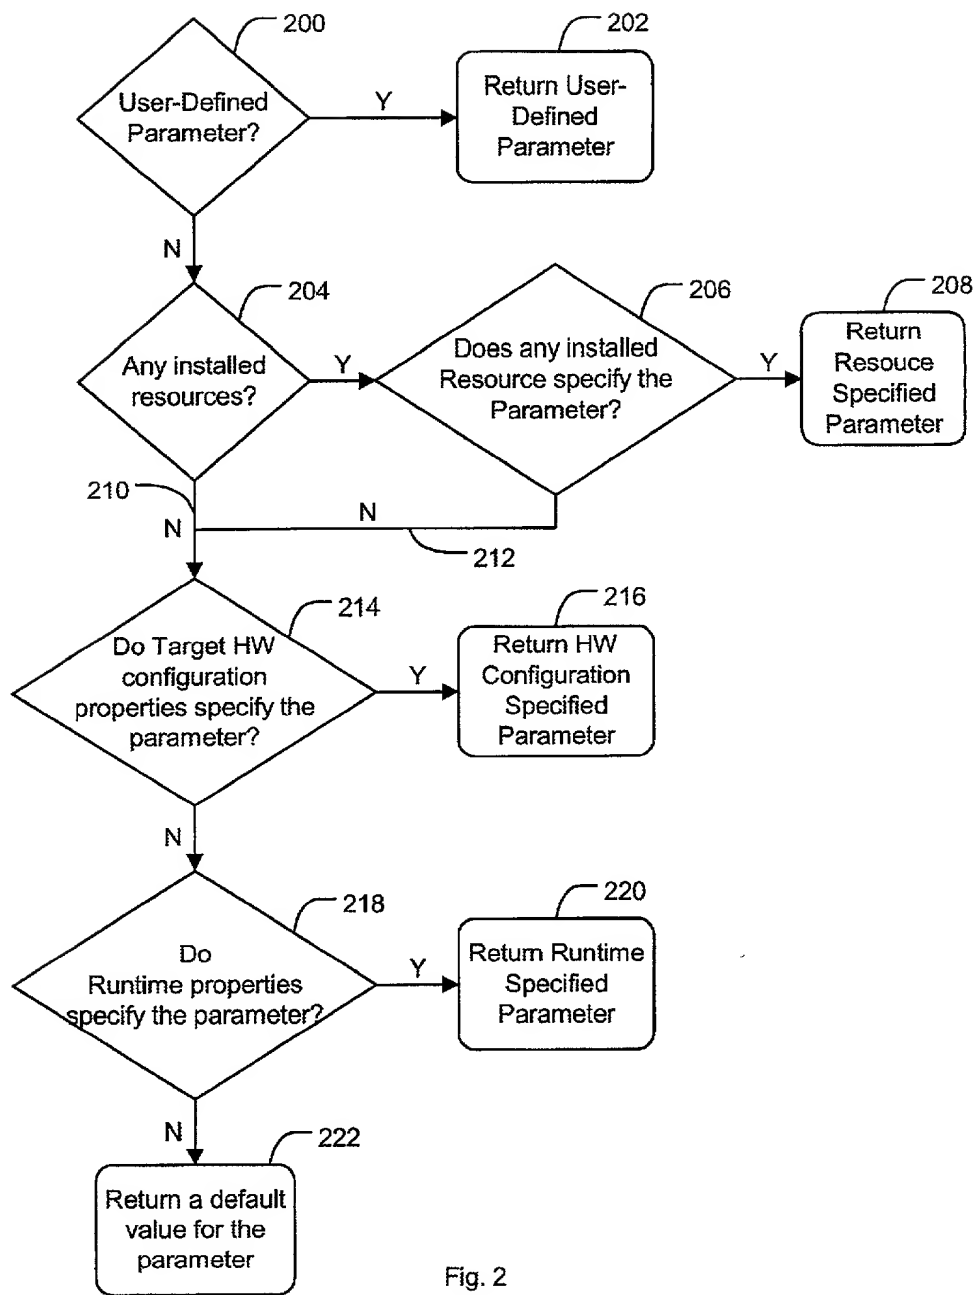 200
202
User-Defined
Parameter?
Y
Return User-
Defined
Parameter
N
204
206
208
Any installed
resources?
Y
Does any installed
Resource specify the
Parameter?
Y
Return
Resouce
Specified
Parameter
210
N
N
212
214
216
Do Target HW
configuration
properties specify the
parameter?
Y
Return HW
Configuration
Specified
Parameter
N
218
220
Do
Runtime properties
specify the parameter?
Y
Return Runtime
Specified
Parameter
N
222
Return a default
value for the
parameter
Fig. 2